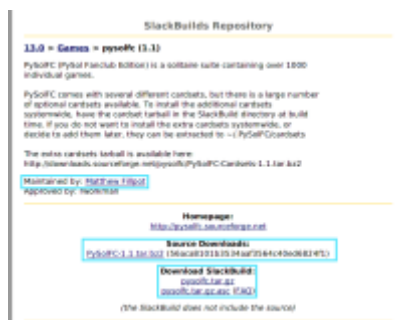 SlackBuilds Repository
13.0 > Games > pysolfc (1.1)
PySolFC (PySol Fanclub Edition) is a solitaire suite containing over 1000
individual games.
PySolFC comes with several different cardsets, but there is a large number
of optional cardsets available. To install the additional cardsets
systemwide, have the cardset tarball in the SlackBuild directory at build
time. If you do not want to install the extra cardsets systemwide, or
decide to add them later, they can be extracted to ~/.PySolFC/cardsets
The extra cardsets tarball is available here:
http://downloads.sourceforge.net/pysolfc/PySolFC-Cardsets-1.1.tar.bz2
Maintained by: Matthew Fillpot
Approved by: rworkman
Homepage:
http://pysolfc.sourceforge.net
Source Downloads:
PySolFC-1.1.tar.bz2
Download SlackBuild:
pysolfc.tar.gz
pysolfc.tar.gz.asc (FAQ)
(the SlackBuild does not include the source)